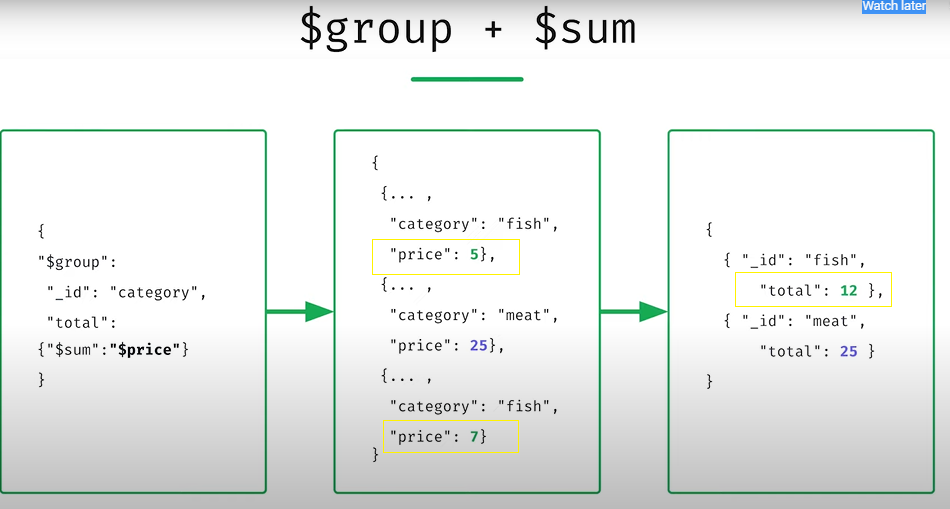 Watch later
$group + $sum
{
"$group":
"_id": "category",
"total":
{"$sum":"$price"}
}
{
{... ,
"category": "fish",
"price": 5},
{... ,
"category": "meat",
"price": 25},
{... ,
"category": "fish",
"price": 7}
}
{
{ "_id": "fish",
"total": 12 },
{ "_id": "meat",
"total": 25 }
}